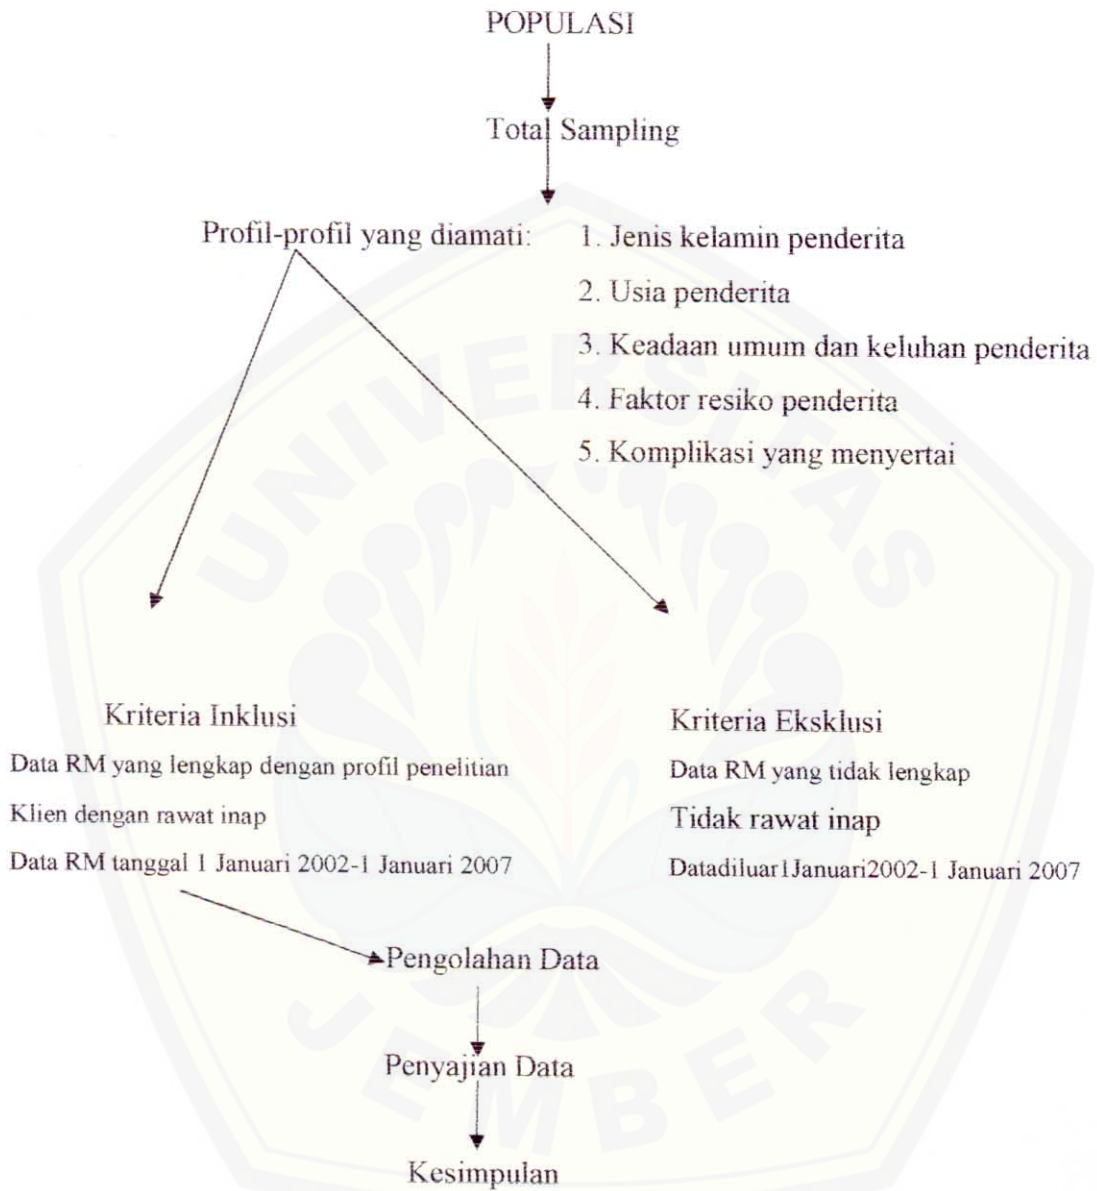 POPULASI
Total Sampling
Profil-profil yang diamati: 1. Jenis kelamin penderita
2. Usia penderita
3. Keadaan umum dan keluhan penderita
4. Faktor resiko penderita
5. Komplikasi yang menyertai
UNIVERSITAS
Kriteria Inklusi
Data RM yang lengkap dengan profil penelitian
Klien dengan rawat inap
Data RM tanggal 1 Januari 2002-1 Januari 2007
Kriteria Eksklusi
Data RM yang tidak lengkap
Tidak rawat inap
Datadiluar1Januari2002-1 Januari 2007
Pengolahan Data
Penyajian Data
Kesimpulan
JEMBER